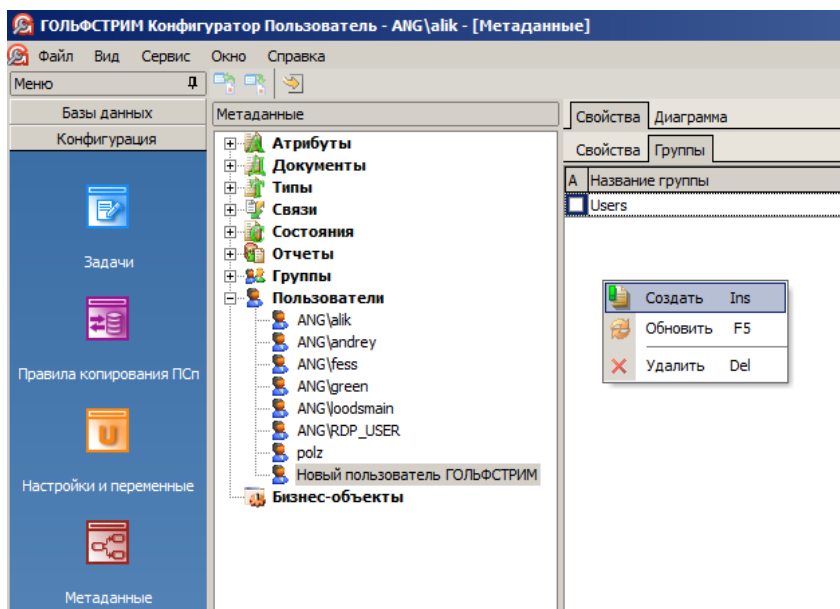 ГОЛЬФСТРИМ Конфигуратор Пользователь - ANG\alik - [Метаданные]
Файл Вид Сервис Окно Справка
Меню
Базы данных
Конфигурация
Задачи
Правила копирования ПСп
Настройки и переменные
Метаданные
Метаданные
Атрибуты
Документы
Типы
Связи
Состояния
Отчеты
Группы
Пользователи
ANG\alik
ANG\andrey
ANG\fess
ANG\green
ANG\loodsmain
ANG\RDP_USER
polz
Новый пользователь ГОЛЬФСТРИМ
Бизнес-объекты
Свойства Диаграмма
Свойства Группы
А Название группы
Users
Создать Ins
Обновить F5
Удалить Del